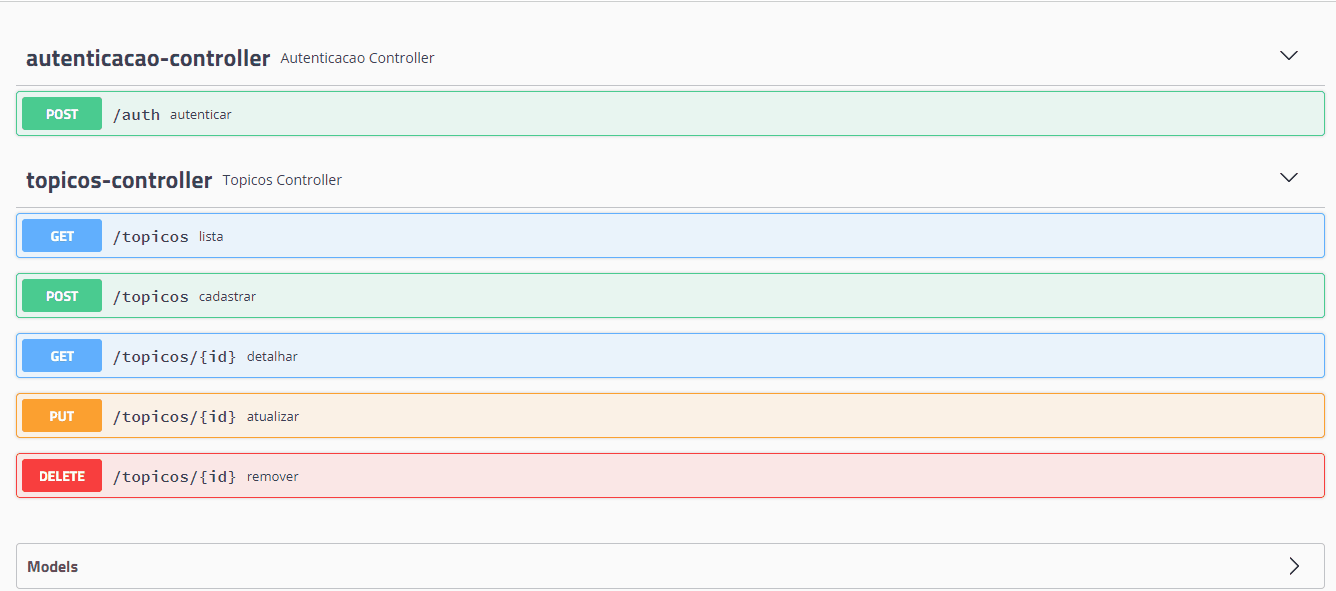 autenticacao-controller Autenticacao Controller
POST /auth autenticar
topicos-controller Topicos Controller
GET /topicos lista
POST /topicos cadastrar
GET /topicos/{id} detalhar
PUT /topicos/{id} atualizar
DELETE /topicos/{id} remover
Models